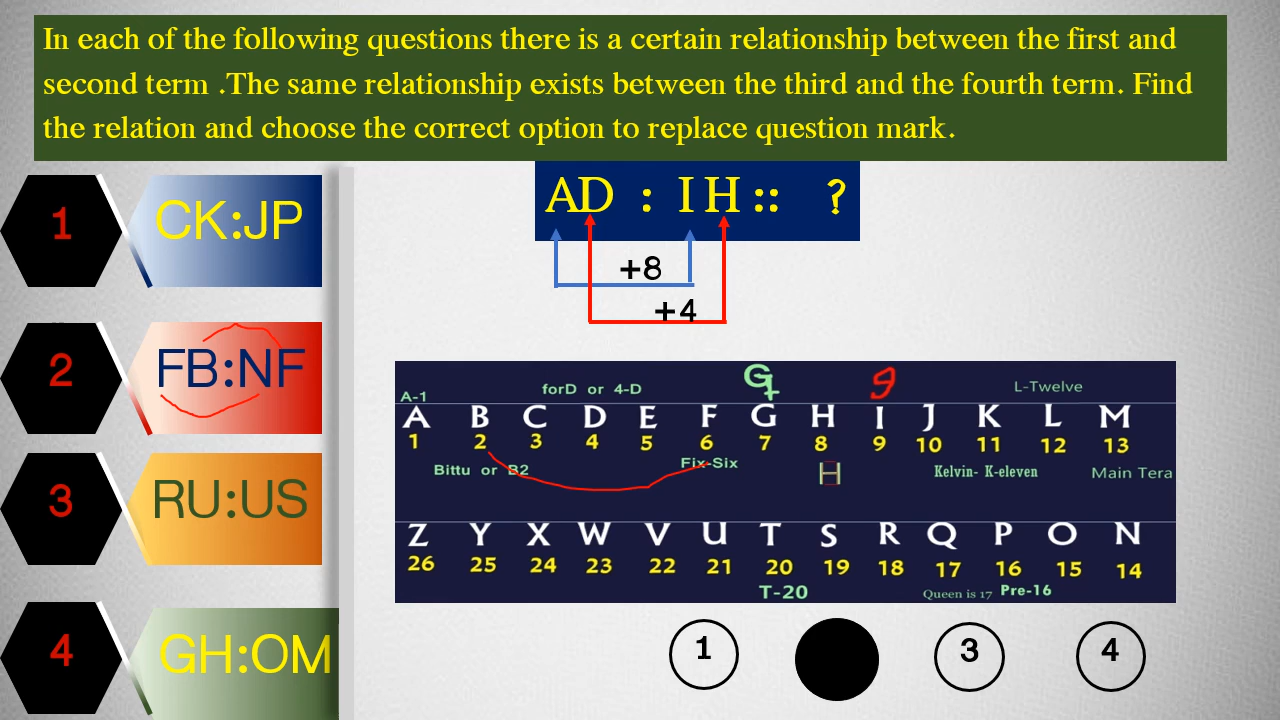 In each of the following questions there is a certain relationship between the first and
second term .The same relationship exists between the third and the fourth term. Find
the relation and choose the correct option to replace question mark.
AD : I H :: ?
+8
+4
1 CK:JP
2 FB:NF
3 RU:US
4 GH:OM
A-1 forD or 4-D G 9 L-Twelve
A B C D E F G H I J K L M
1 2 3 4 5 6 7 8 9 10 11 12 13
Bittu or B2 Fix-Six H Kelvin- K-eleven Main Tera
Z Y X W V U T S R Q P O N
26 25 24 23 22 21 20 19 18 17 16 15 14
T-20 Queen is 17 Pre-16
1 3 4